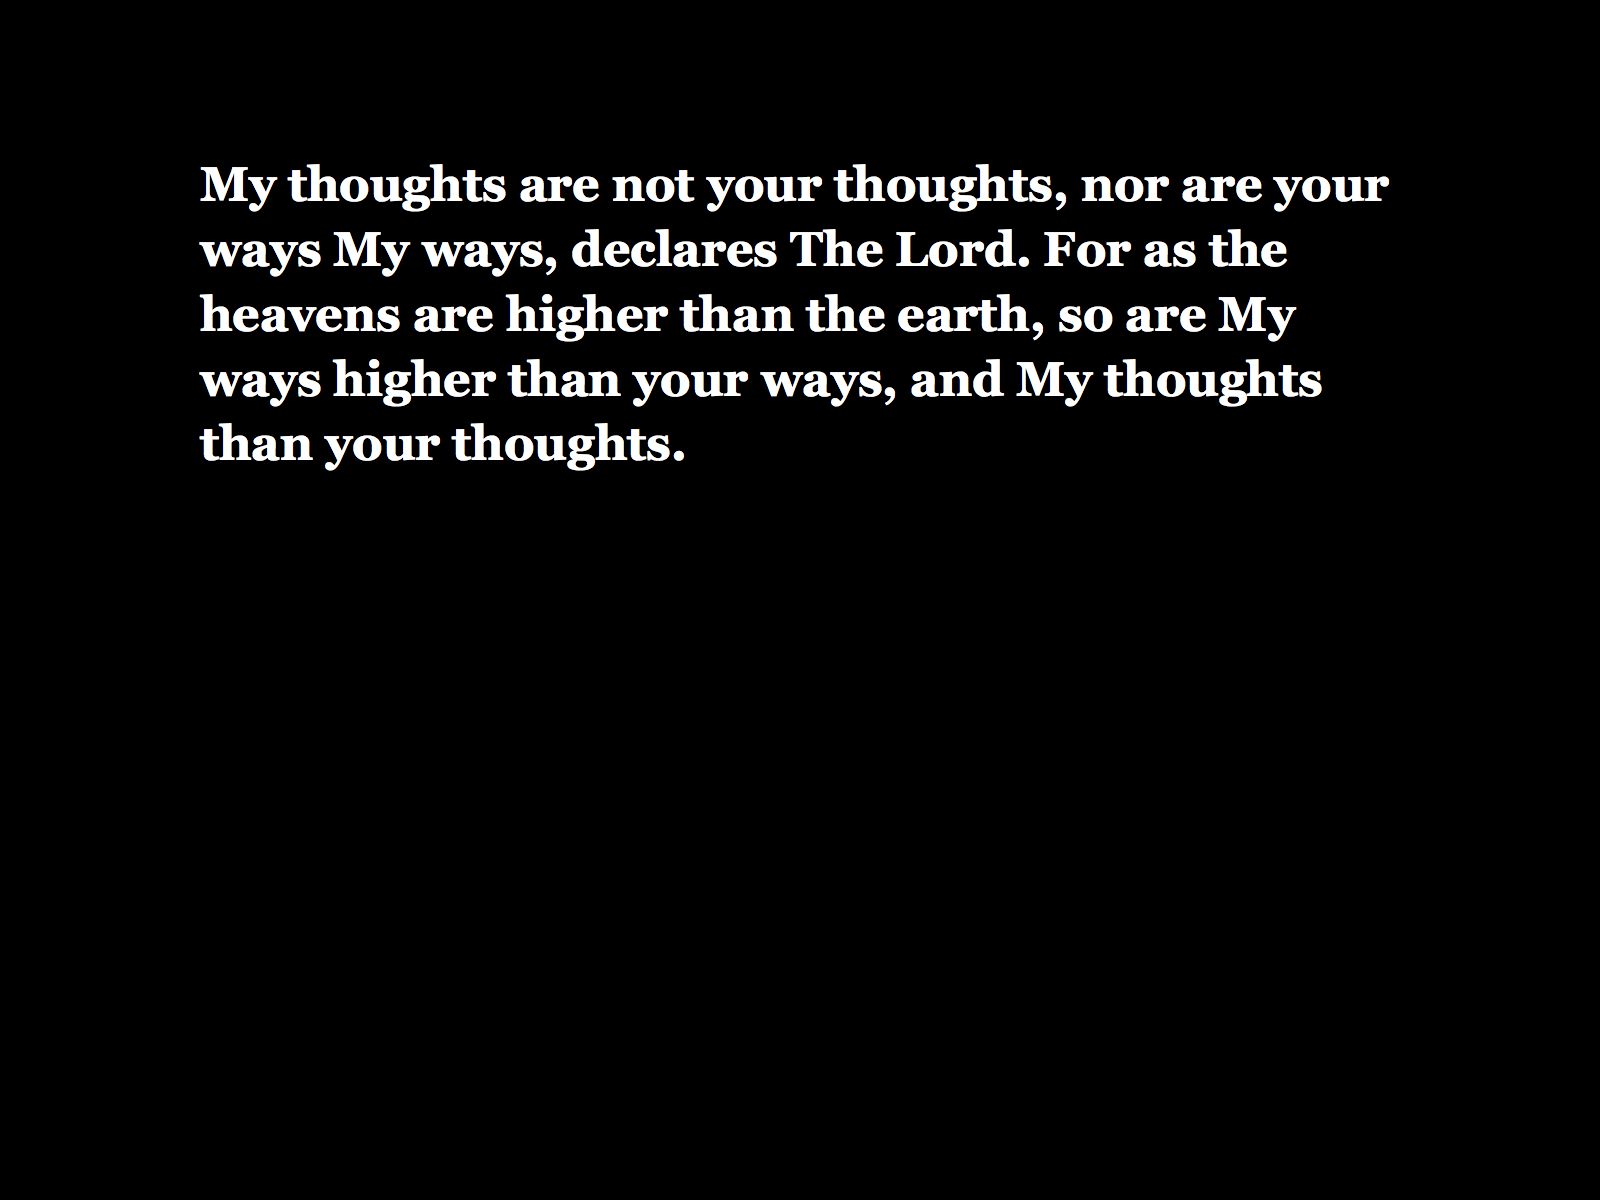 My thoughts are not your thoughts, nor are your
ways My ways, declares The Lord. For as the
heavens are higher than the earth, so are My
ways higher than your ways, and My thoughts
than your thoughts.